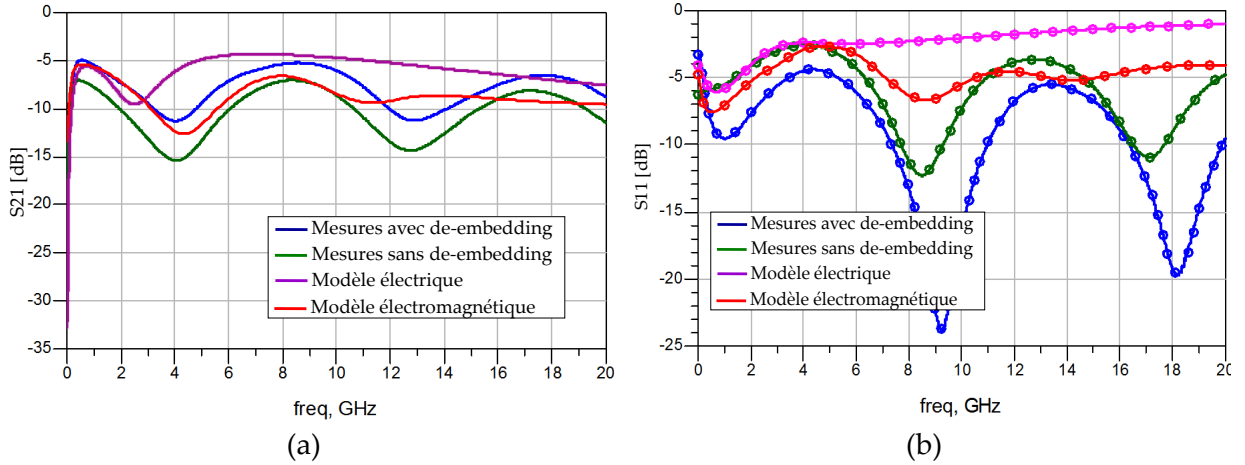 S21 [dB]
0
-5
-10
-15
-20
-25
-30
-35
0 2 4 6 8 10 12 14 16 18 20
freq, GHz
Mesures avec de-embedding
Mesures sans de-embedding
Modèle électrique
Modèle électromagnétique
(a)
S11 [dB]
0
-5
-10
-15
-20
-25
0 2 4 6 8 10 12 14 16 18 20
freq, GHz
Mesures avec de-embedding
Mesures sans de-embedding
Modèle électrique
Modèle électromagnétique
(b)